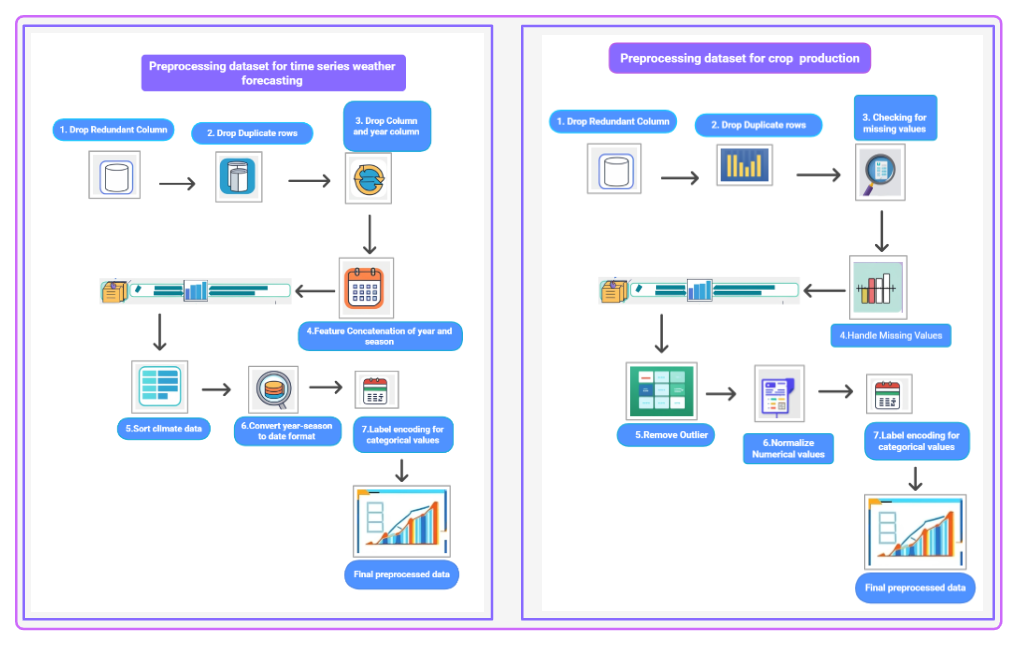 Preprocessing dataset for time series weather
forecasting
1. Drop Redundant Column
2. Drop Duplicate rows
3. Drop Column
and year column
4.Feature Concatenation of year and
season
5.Sort climate data
6.Convert year-season
to date format
7.Label encoding for
categorical values
Final preprocessed data
Preprocessing dataset for crop production
1. Drop Redundant Column
2. Drop Duplicate rows
3. Checking for
missing values
4.Handle Missing Values
5.Remove Outlier
6.Normalize
Numerical values
7.Label encoding for
categorical values
Final preprocessed data